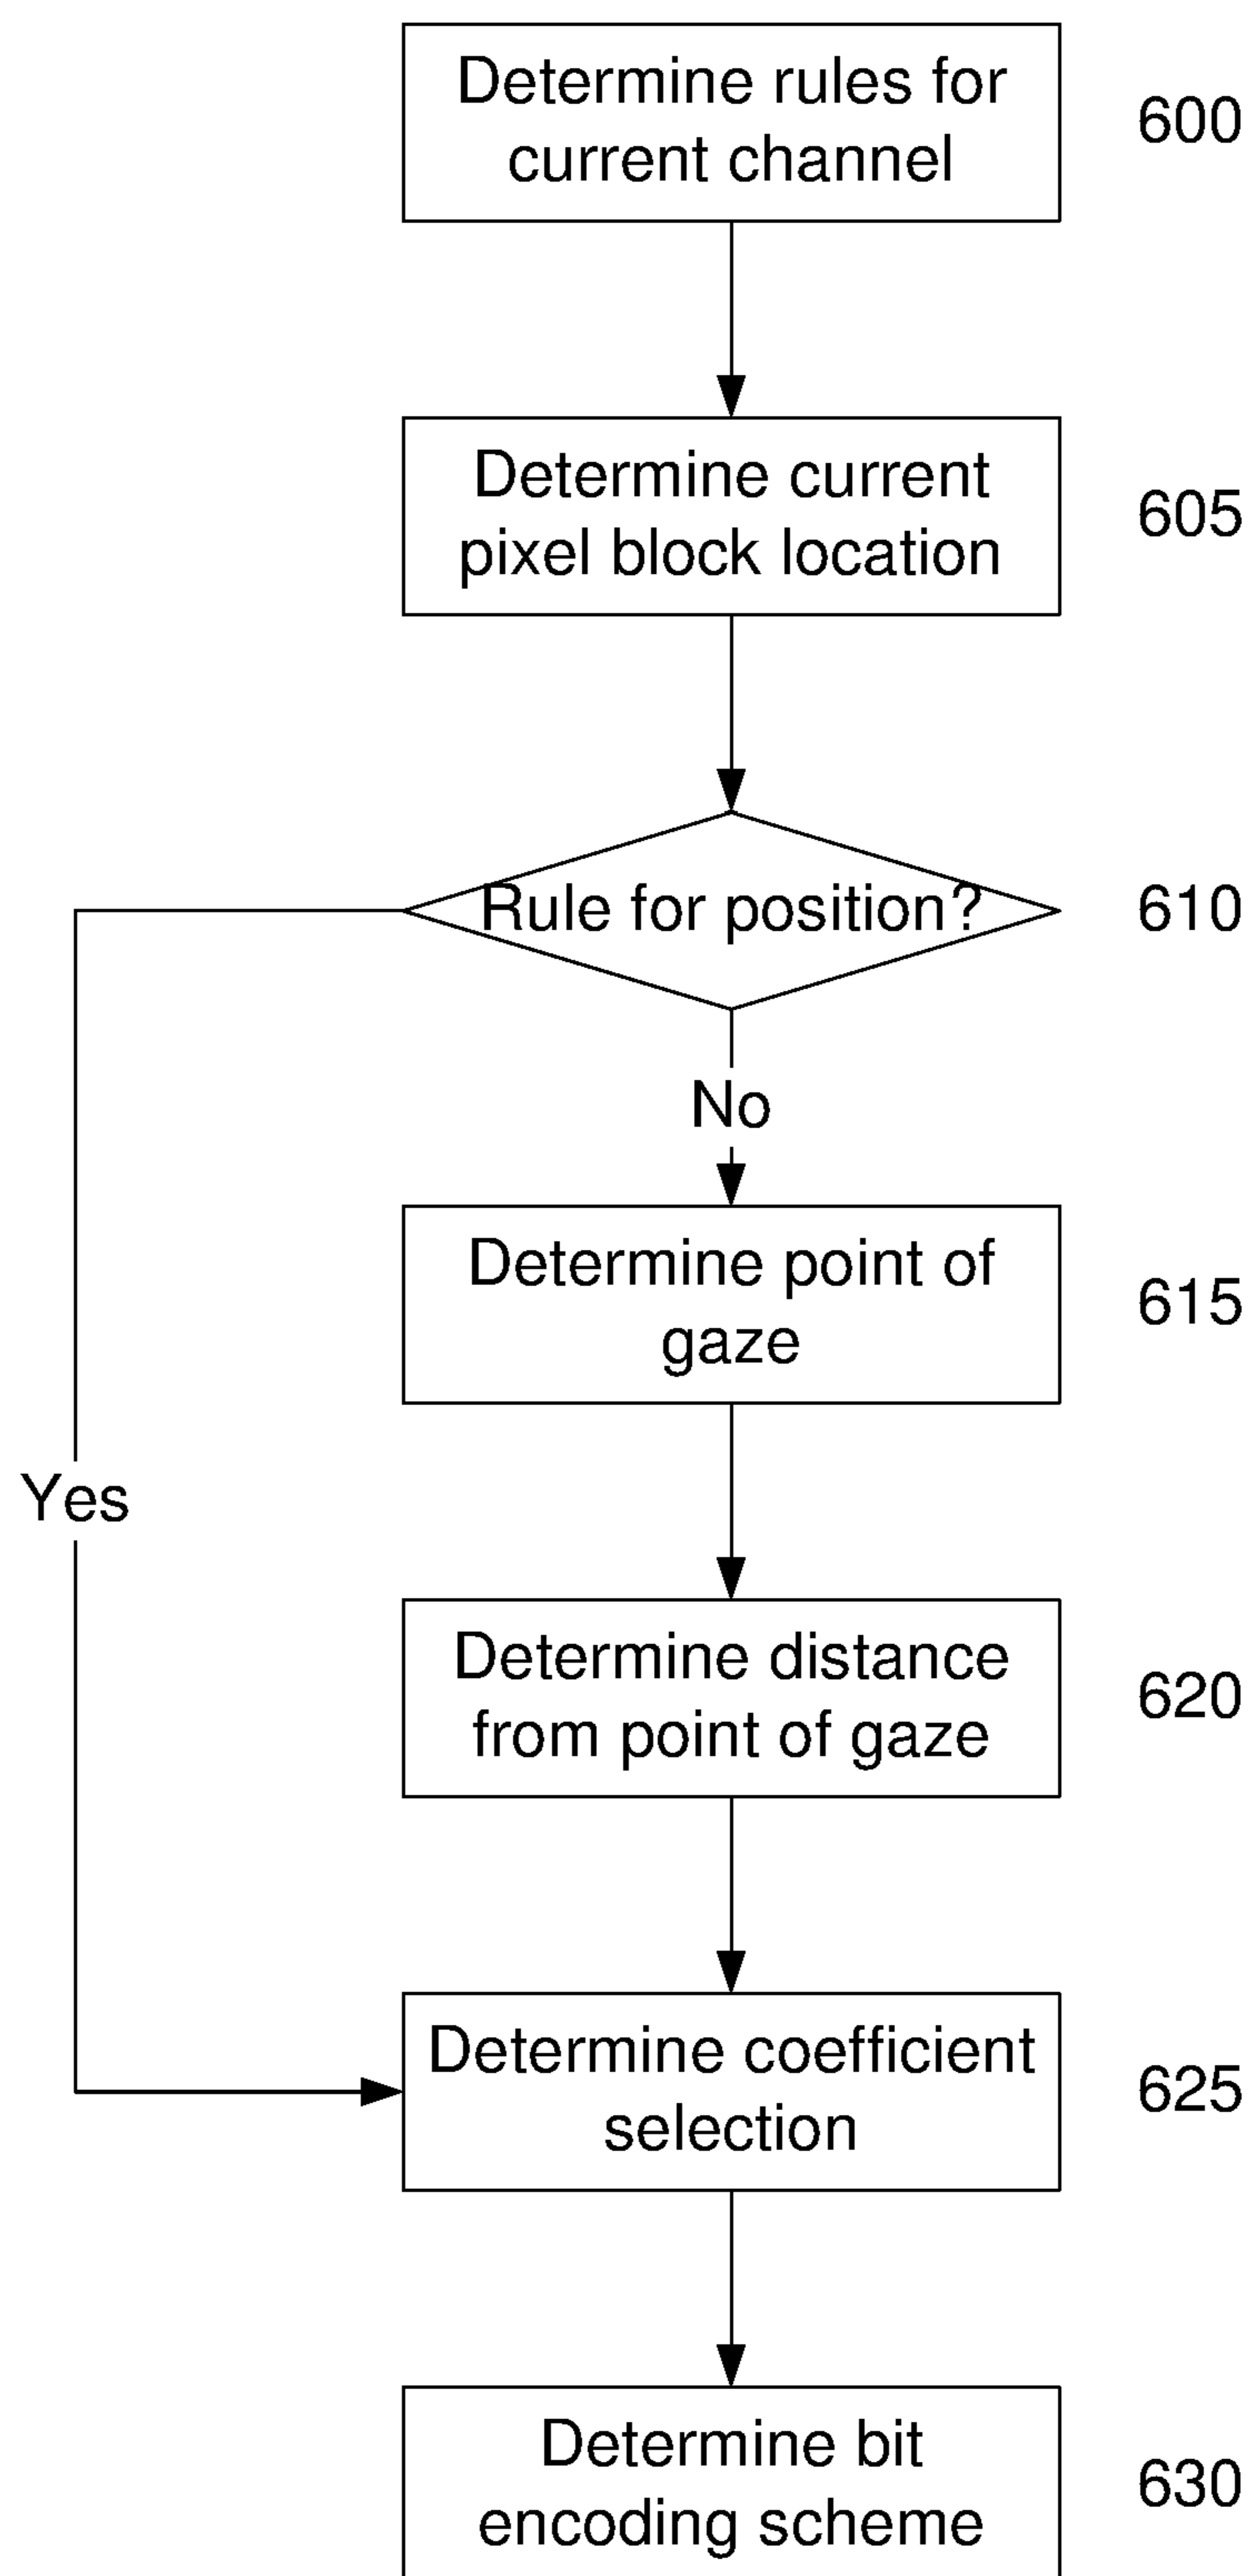 Determine rules for
current channel
600
Determine current
pixel block location
605
Rule for position?
610
No
Determine point of
gaze
615
Yes
Determine distance
from point of gaze
620
Determine coefficient
selection
625
Determine bit
encoding scheme
630